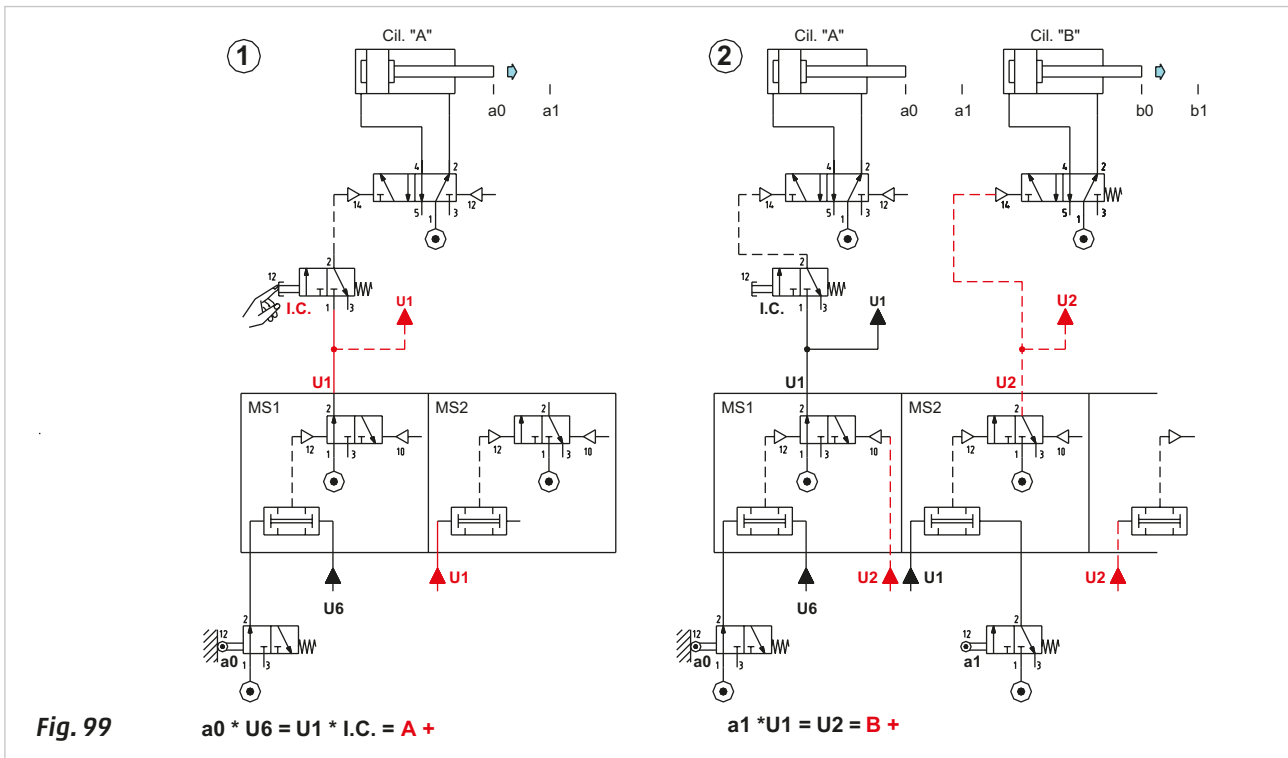 1
Cil. "A"
a0 a1
4 2
14 12
5 1 3
2
12
I.C. 1 3
U1
U1
MS1 MS2
2 2
12 1 3 10 12 1 3 10
U6
U1
2
12
a0 1 3
2
Cil. "A" Cil. "B"
a0 a1 b0 b1
4 2 4 2
14 12 14
5 1 3 5 1 3
2
12
I.C. 1 3
U1 U2
U1 U2
MS1 MS2
2 2
12 1 3 10 12 1 3 10 12
U6 U2 U1 U2
2 2
12 12
a0 1 3 a1 1 3
Fig. 99
a0 * U6 = U1 * I.C. = A +
a1 *U1 = U2 = B +